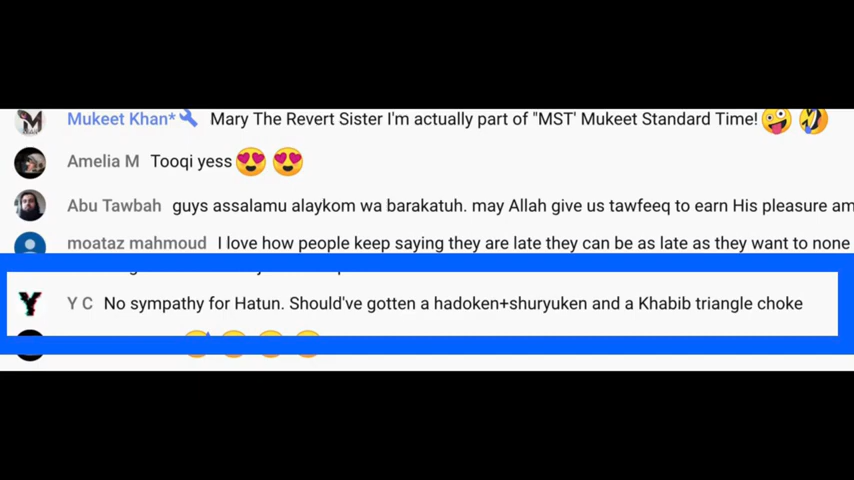 Mukeet Khan* Mary The Revert Sister I'm actually part of "MST' Mukeet Standard Time!
Amelia M Tooqi yess
Abu Tawbah guys assalamu alaykom wa barakatuh. may Allah give us tawfeeq to earn His pleasure am
moataz mahmoud I love how people keep saying they are late they can be as late as they want to none
Y C No sympathy for Hatun. Should've gotten a hadoken+shuryuken and a Khabib triangle choke